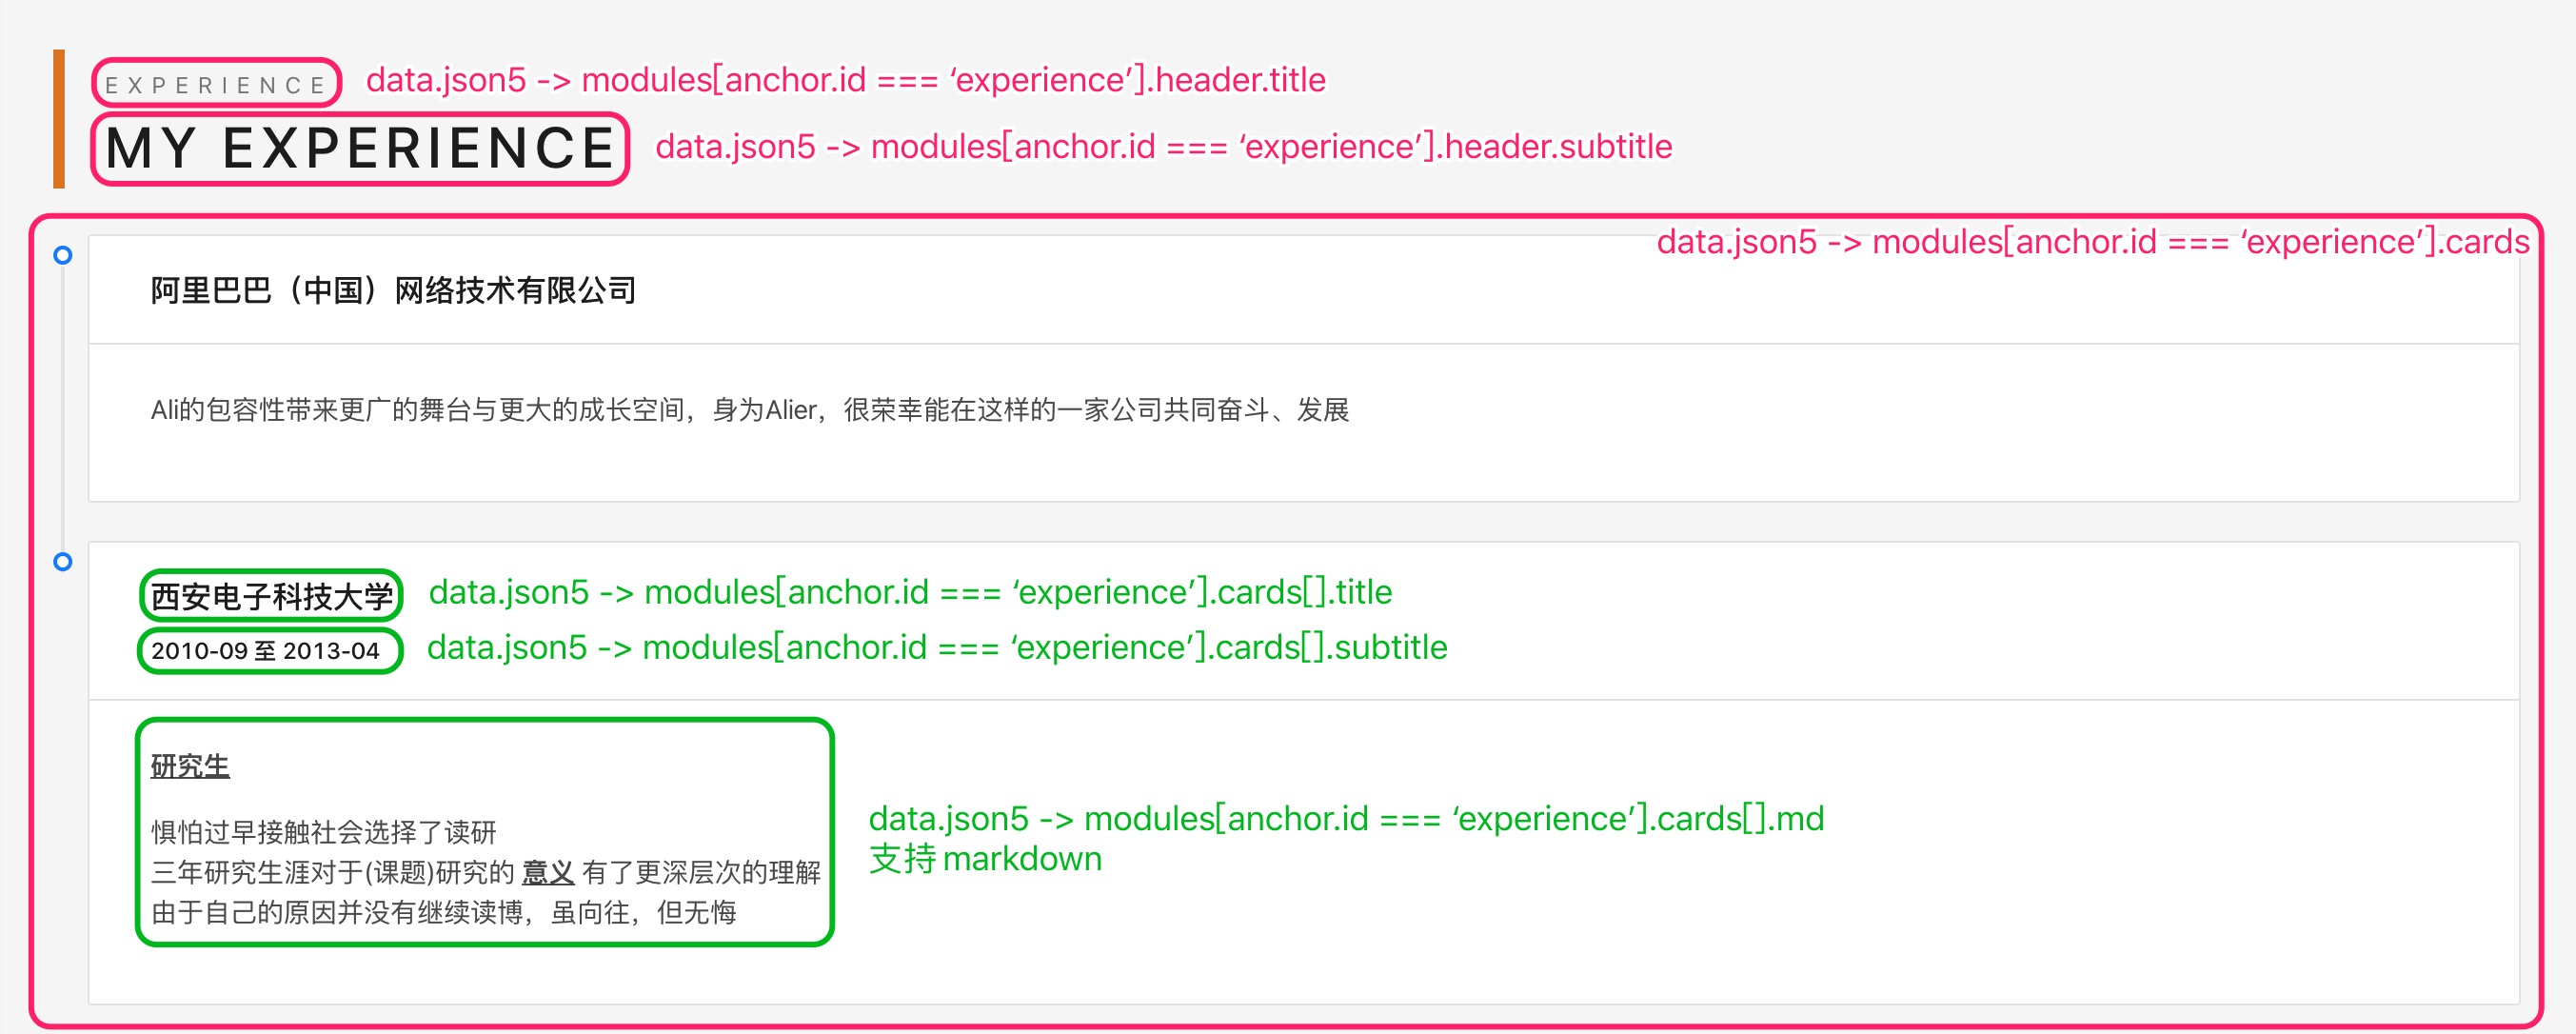 EXPERIENCE data.json5 -> modules[anchor.id === ‘experience’].header.title
MY EXPERIENCE data.json5 -> modules[anchor.id === ‘experience’].header.subtitle
data.json5 -> modules[anchor.id === ‘experience’].cards
阿里巴巴（中国）网络技术有限公司
Ali的包容性带来更广的舞台与更大的成长空间，身为Alier，很荣幸能在这样的一家公司共同奋斗、发展
西安电子科技大学 data.json5 -> modules[anchor.id === ‘experience’].cards[].title
2010-09 至 2013-04 data.json5 -> modules[anchor.id === ‘experience’].cards[].subtitle
研究生
惧怕过早接触社会选择了读研
三年研究生涯对于(课题)研究的 意义 有了更深层次的理解
由于自己的原因并没有继续读博，虽向往，但无悔
data.json5 -> modules[anchor.id === ‘experience’].cards[].md
支持 markdown